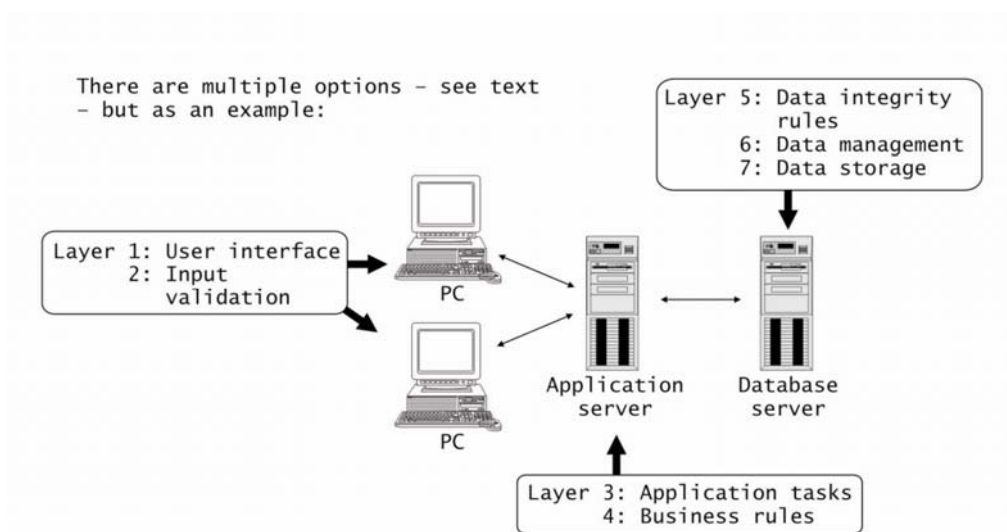 There are multiple options – see text
– but as an example:
Layer 5: Data integrity
rules
6: Data management
7: Data storage
Layer 1: User interface
2: Input
validation
PC
PC
Application
server
Database
server
Layer 3: Application tasks
4: Business rules